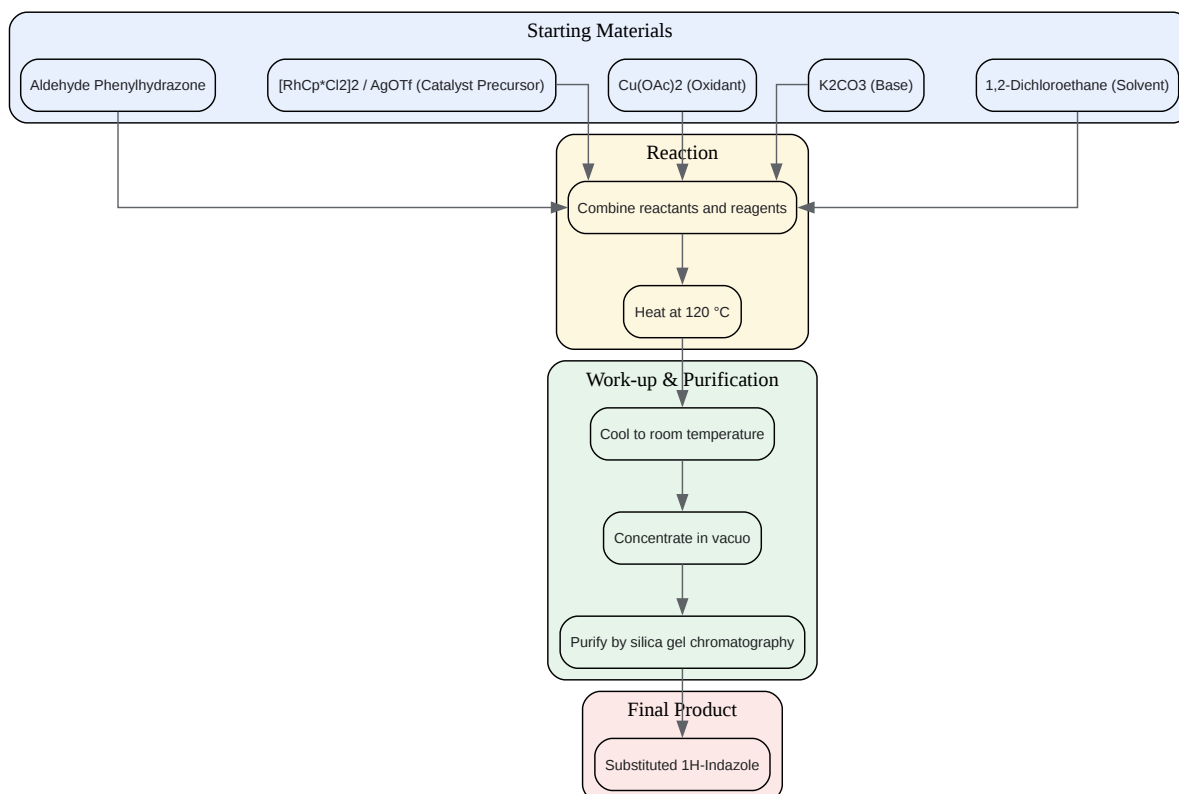 Starting Materials
Aldehyde Phenylhydrazone
[RhCp*Cl2]2 / AgOTf (Catalyst Precursor)
Cu(OAc)2 (Oxidant)
K2CO3 (Base)
1,2-Dichloroethane (Solvent)
Reaction
Combine reactants and reagents
Heat at 120 °C
Work-up & Purification
Cool to room temperature
Concentrate in vacuo
Purify by silica gel chromatography
Final Product
Substituted 1H-Indazole